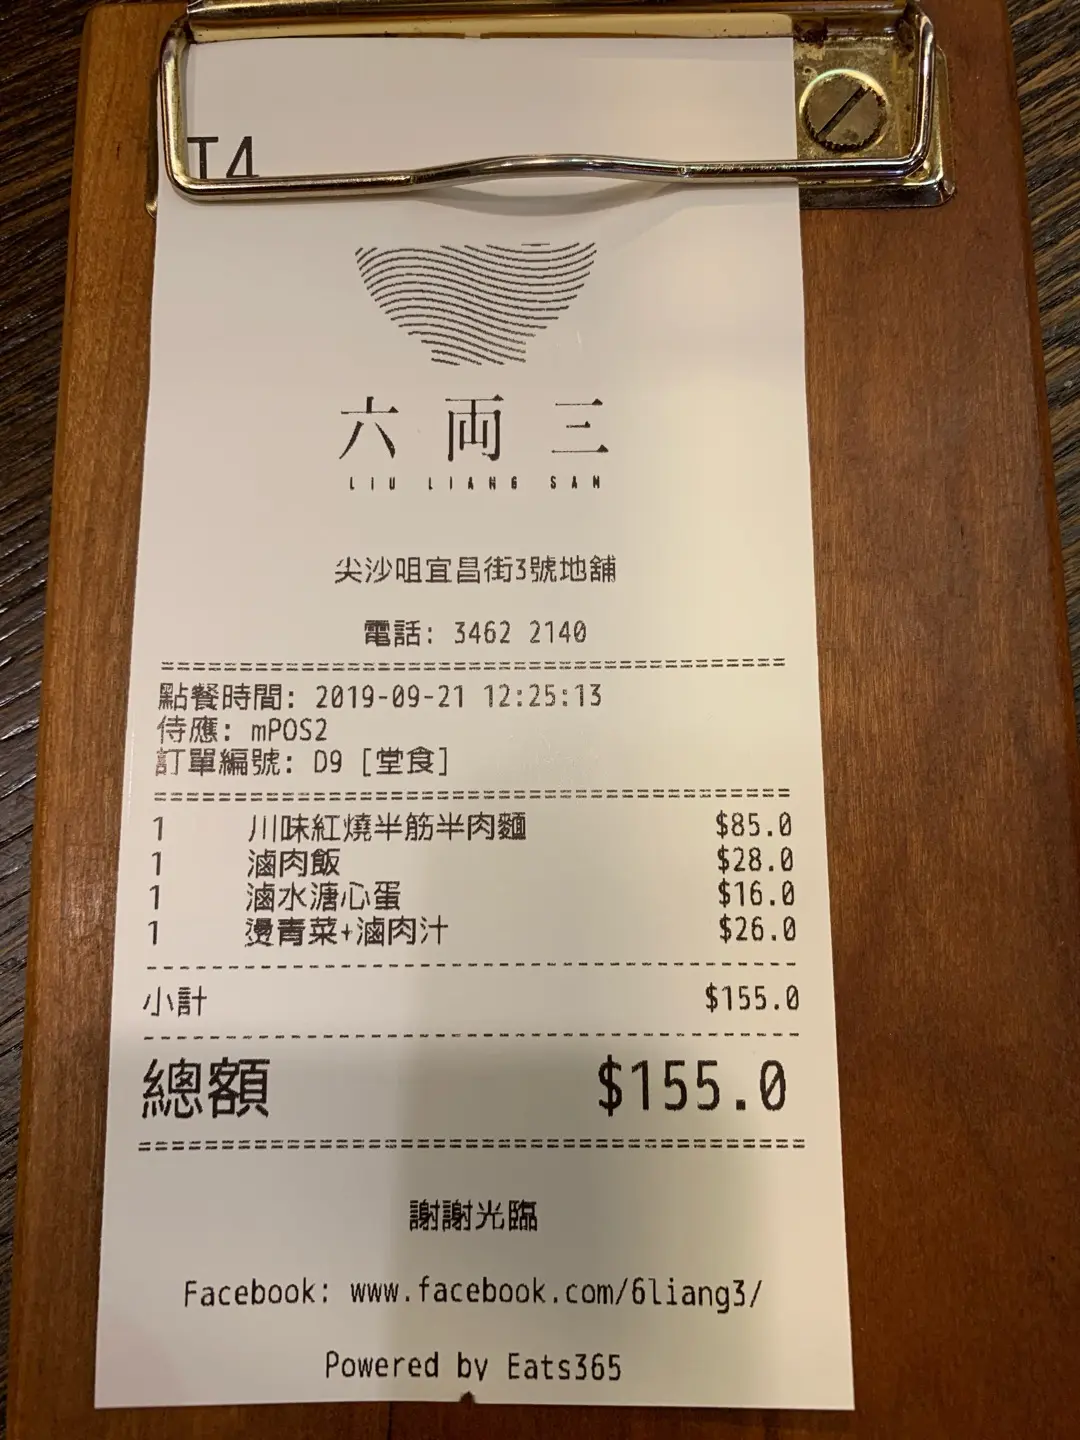 T4
六両三
LIU LIANG SAN
尖沙咀宜昌街3號地舖
電話: 3462 2140
點餐時間: 2019-09-21 12:25:13
侍應: mPOS2
訂單編號: D9 [堂食]
1 川味紅燒半筋半肉麵 $85.0
1 滷肉飯 $28.0
1 滷水溏心蛋 $16.0
1 燙青菜+滷肉汁 $26.0
小計 $155.0
總額 $155.0
謝謝光臨
Facebook: www.facebook.com/6liang3/
Powered by Eats365